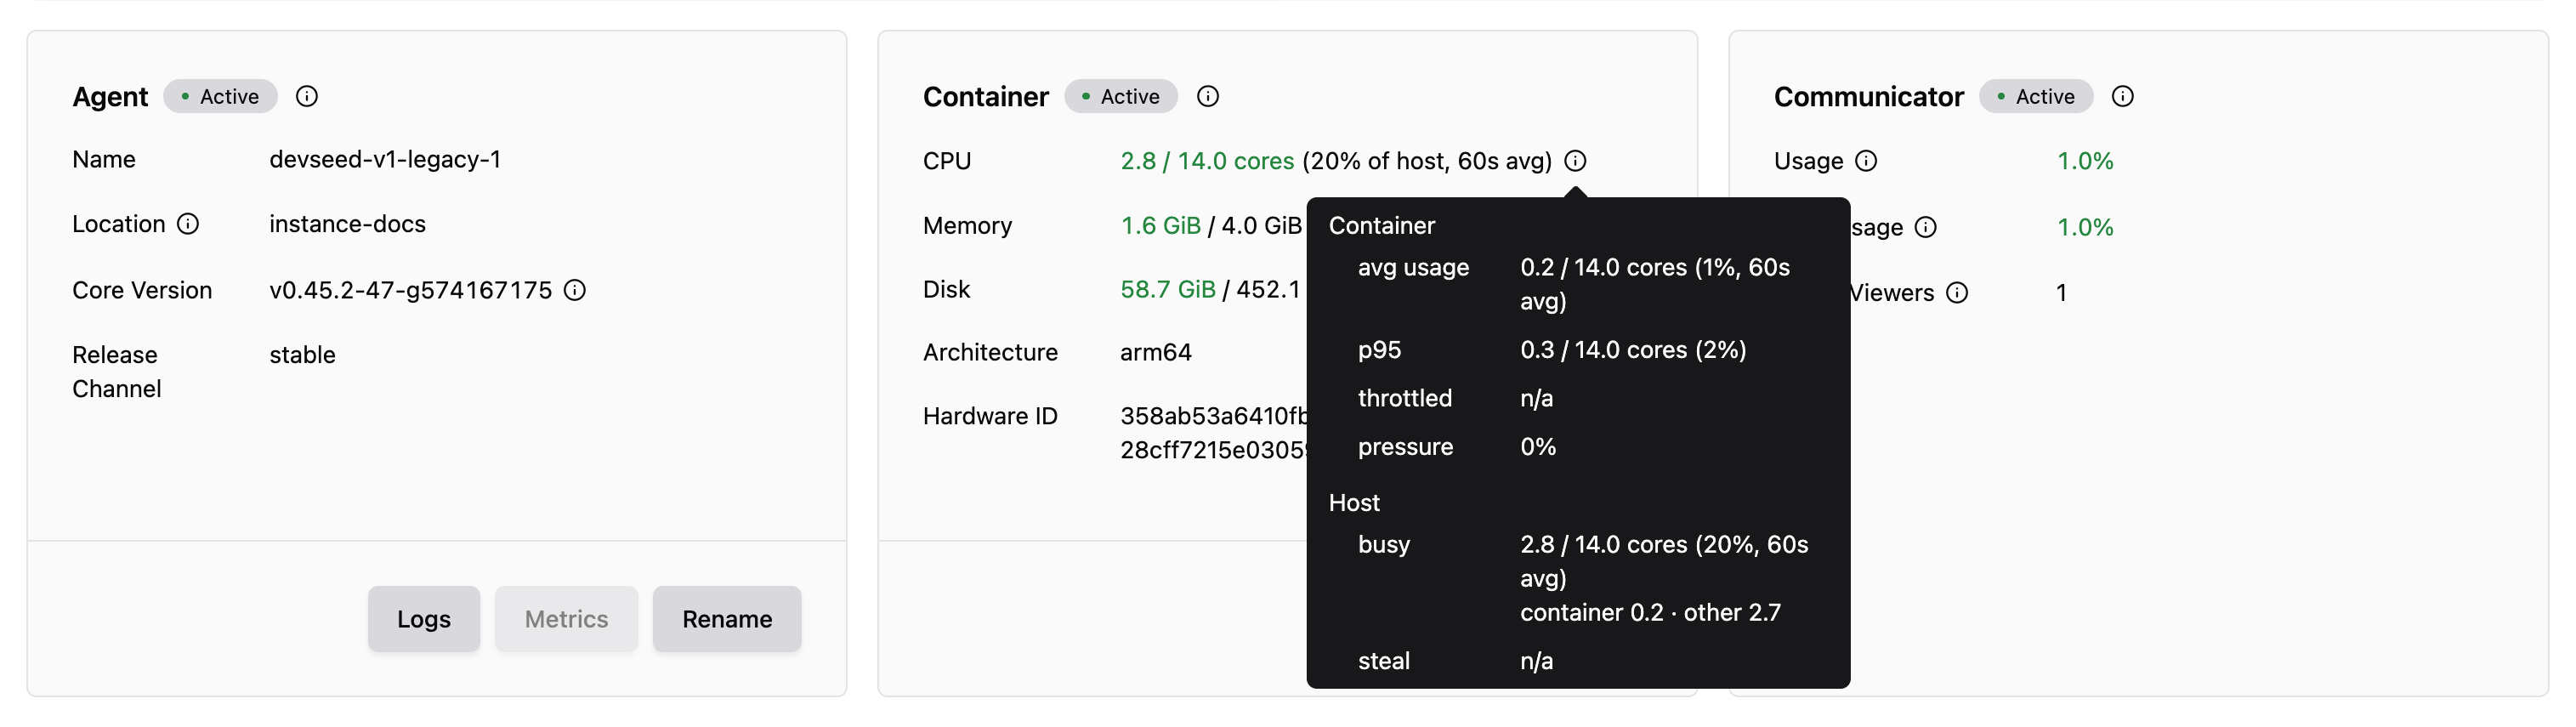 Agent
Active
Name
devseed-v1-legacy-1
Location
instance-docs
Core Version
v0.45.2-47-g574167175
Release
Channel
stable
Logs
Metrics
Rename
Container
Active
CPU
2.8 / 14.0 cores (20% of host, 60s avg)
Memory
1.6 GiB / 4.0 GiB
Disk
58.7 GiB / 452.1
Architecture
arm64
Hardware ID
358ab53a6410fb
28cff7215e0305
Container
avg usage
0.2 / 14.0 cores (1%, 60s
avg)
p95
0.3 / 14.0 cores (2%)
throttled
n/a
pressure
0%
Host
busy
2.8 / 14.0 cores (20%, 60s
avg)
container 0.2 · other 2.7
steal
n/a
Communicator
Active
Usage
1.0%
sage
1.0%
Viewers
1